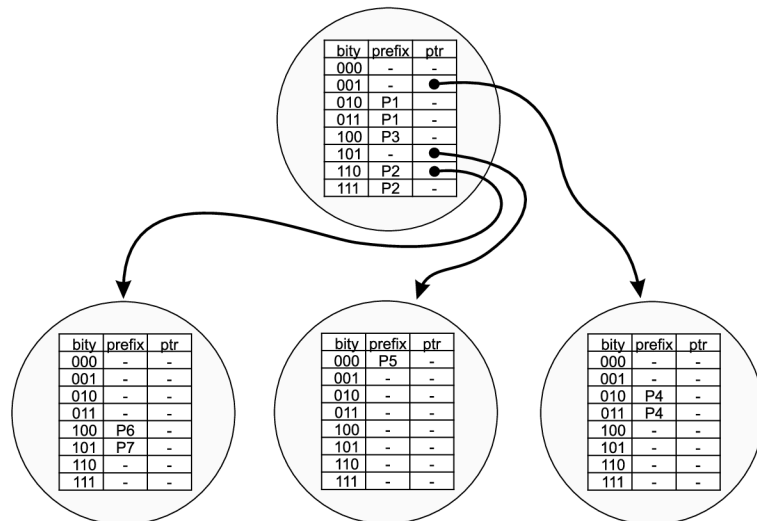 bity prefix ptr
000 - -
001 -
010 P1 -
011 P1 -
100 P3 -
101 -
110 P2
111 P2 -
bity prefix ptr
000 - -
001 - -
010 - -
011 - -
100 P6 -
101 P7 -
110 - -
111 - -
bity prefix ptr
000 P5 -
001 - -
010 - -
011 - -
100 - -
101 - -
110 - -
111 - -
bity prefix ptr
000 - -
001 - -
010 P4 -
011 P4 -
100 - -
101 - -
110 - -
111 - -